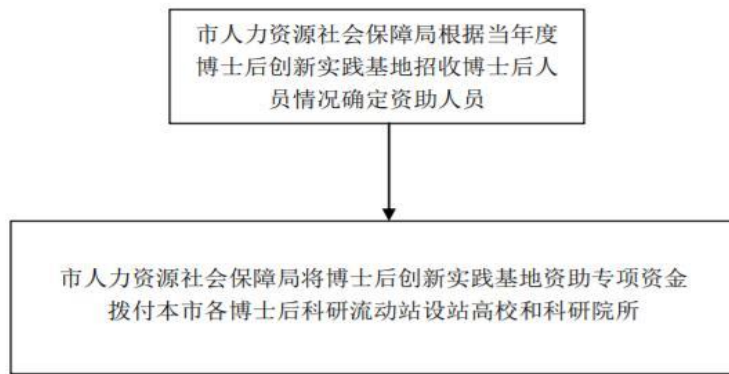 市人力资源社会保障局根据当年度
博士后创新实践基地招收博士后人
员情况确定资助人员
市人力资源社会保障局将博士后创新实践基地资助专项资金
拨付本市各博士后科研流动站设站高校和科研院所